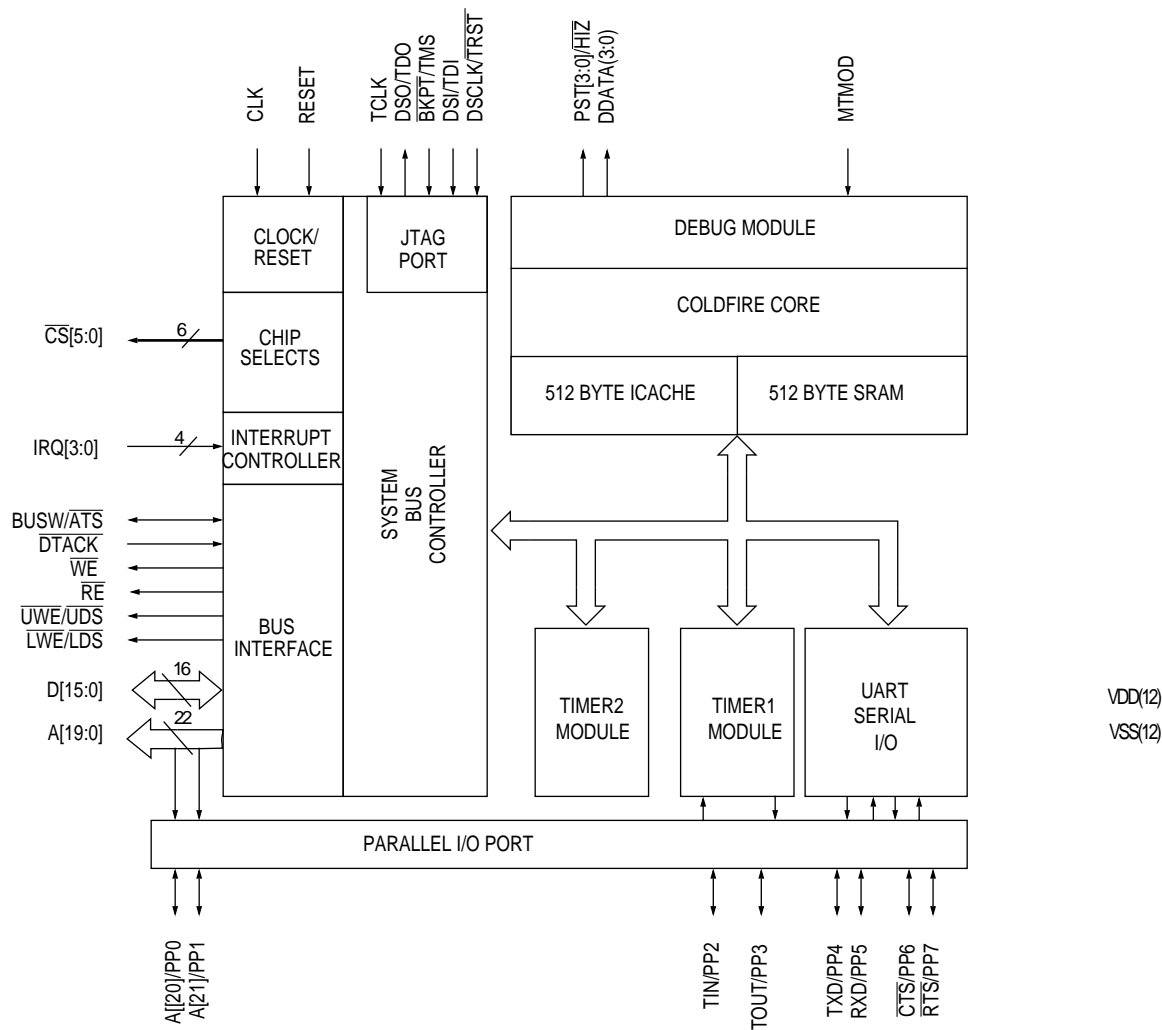 CLK
RESET
TCLK
DSO/TDO
BKPT/TMS
DSI/TDI
DSCLK/TRST
PST[3:0]/HIZ
DDATA(3:0)
MTMOD
CLOCK/
RESET
JTAG
PORT
DEBUG MODULE
COLDFIRE CORE
512 BYTE ICACHE
512 BYTE SRAM
CS[5:0]
6
CHIP
SELECTS
IRQ[3:0]
4
INTERRUPT
CONTROLLER
SYSTEM
BUS
CONTROLLER
BUSW/ATS
DTACK
WE
RE
UWE/UDS
LWE/LDS
BUS
INTERFACE
D[15:0]
16
A[19:0]
22
TIMER2
MODULE
TIMER1
MODULE
UART
SERIAL
I/O
VDD(12)
VSS(12)
PARALLEL I/O PORT
A[[20]/PP0
A[21]/PP1
TIN/PP2
TOUT/PP3
TXD/PP4
RXD/PP5
CTS/PP6
RTS/PP7